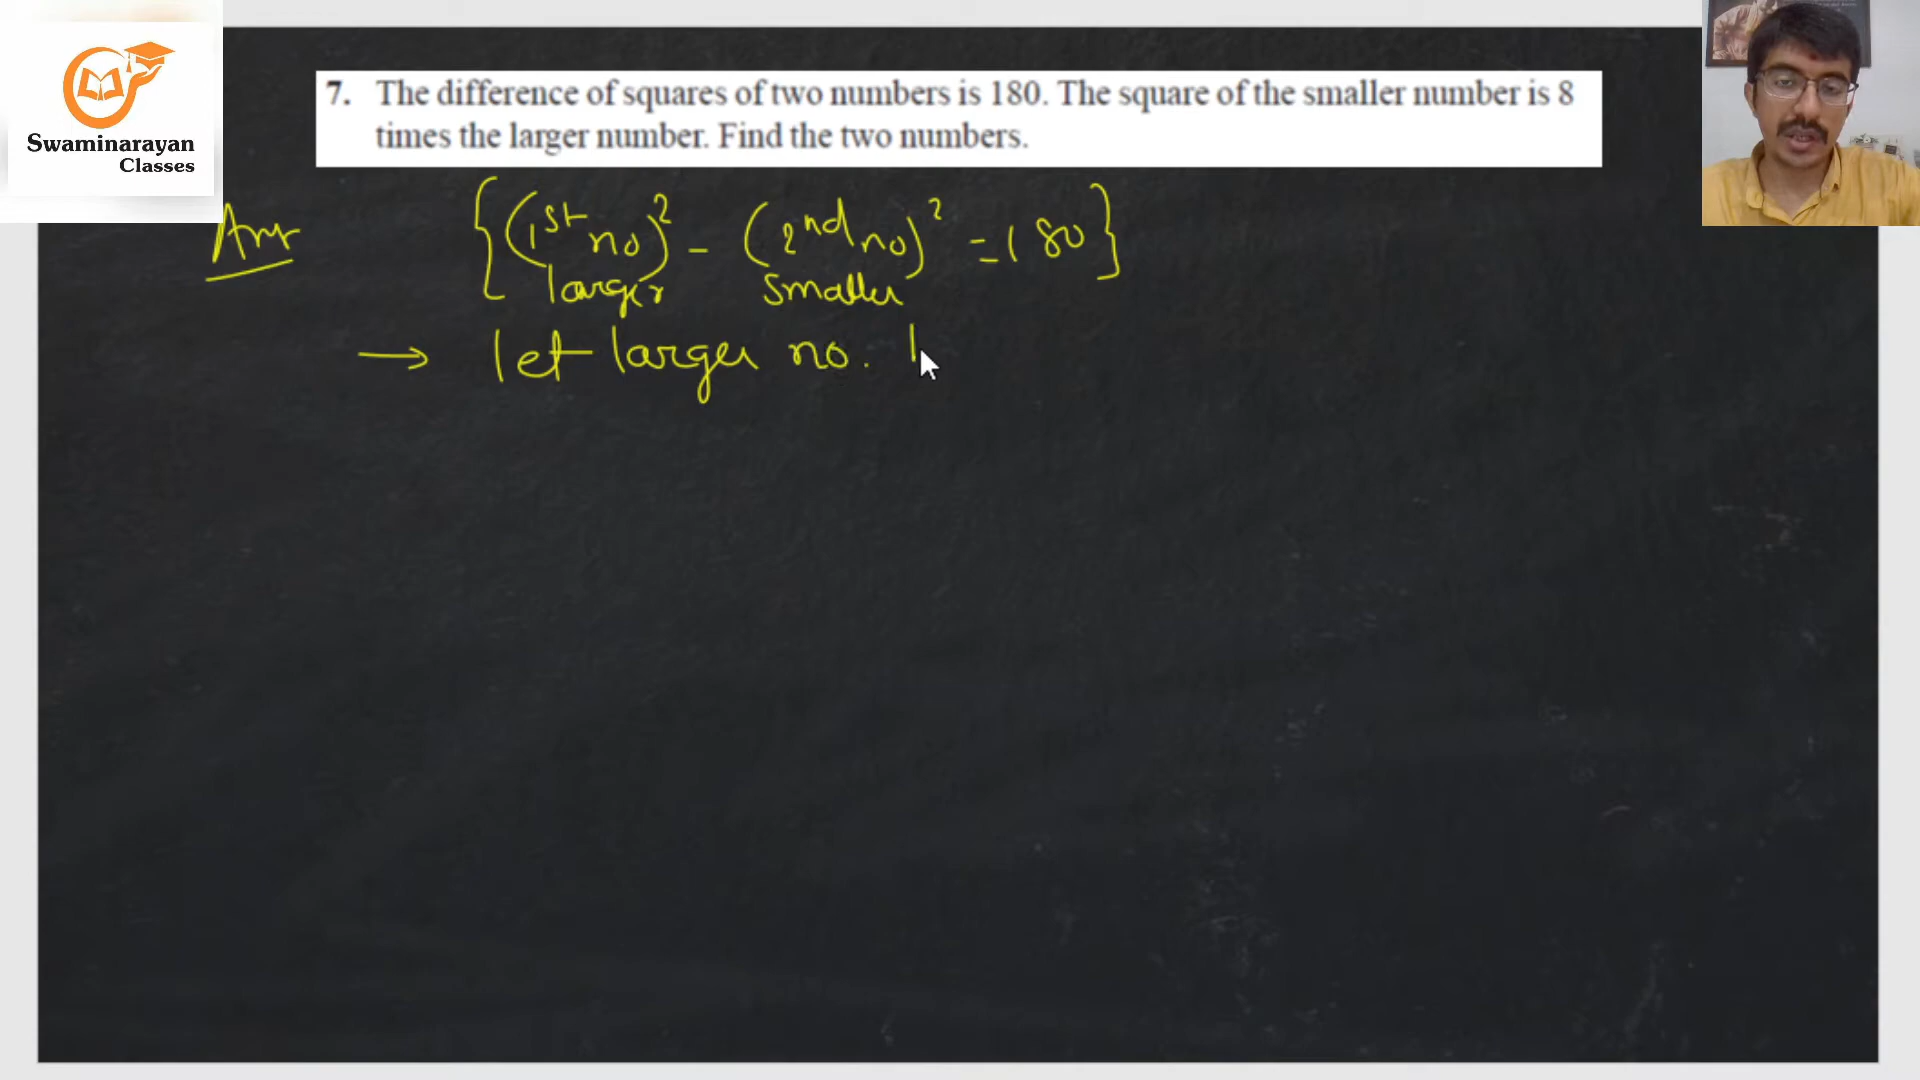 Swaminarayan
Classes
7. The difference of squares of two numbers is 180. The square of the smaller number is 8
times the larger number. Find the two numbers.
Ans
{(1st no)² - (2nd no)² = 180}
larger smaller
→ let larger no.